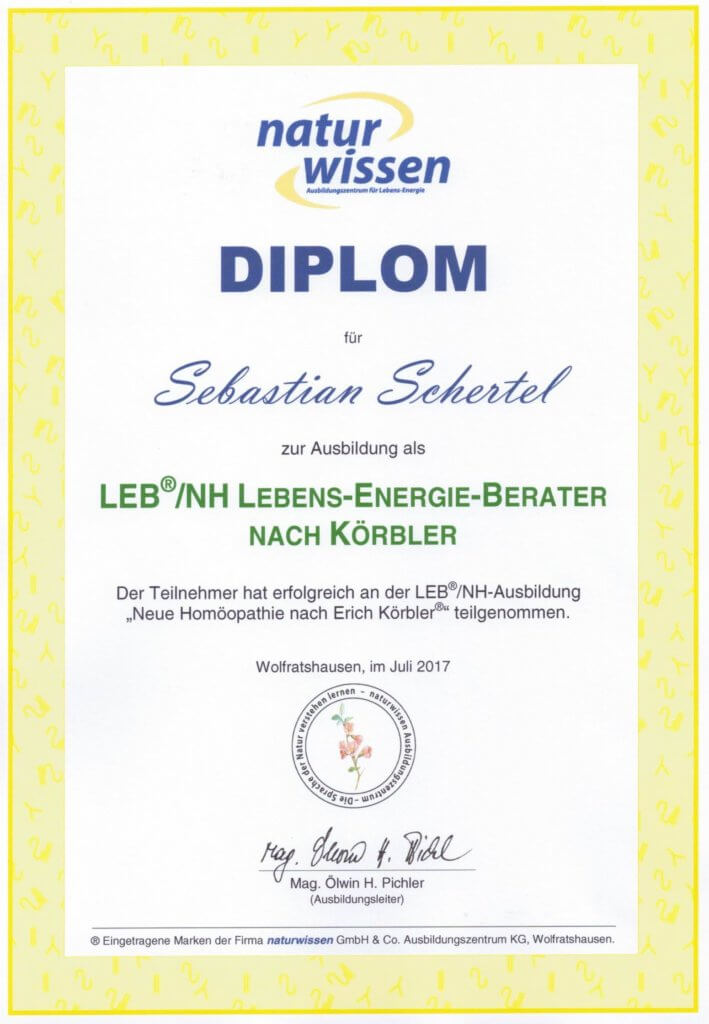 natur
wissen
Ausbildungszentrum für Lebens-Energie
DIPLOM
für
Sebastian Schertel
zur Ausbildung als
LEB®/NH LEBENS-ENERGIE-BERATER
NACH KÖRBLER
Der Teilnehmer hat erfolgreich an der LEB®/NH-Ausbildung
„Neue Homöopathie nach Erich Körbler®“ teilgenommen.
Wolfratshausen, im Juli 2017
Die Sprache der Natur verstehen lernen - naturwissen Ausbildungszentrum -
Mag. Ölwin H. Pichler
Mag. Ölwin H. Pichler
(Ausbildungsleiter)
® Eingetragene Marken der Firma naturwissen GmbH & Co. Ausbildungszentrum KG, Wolfratshausen.